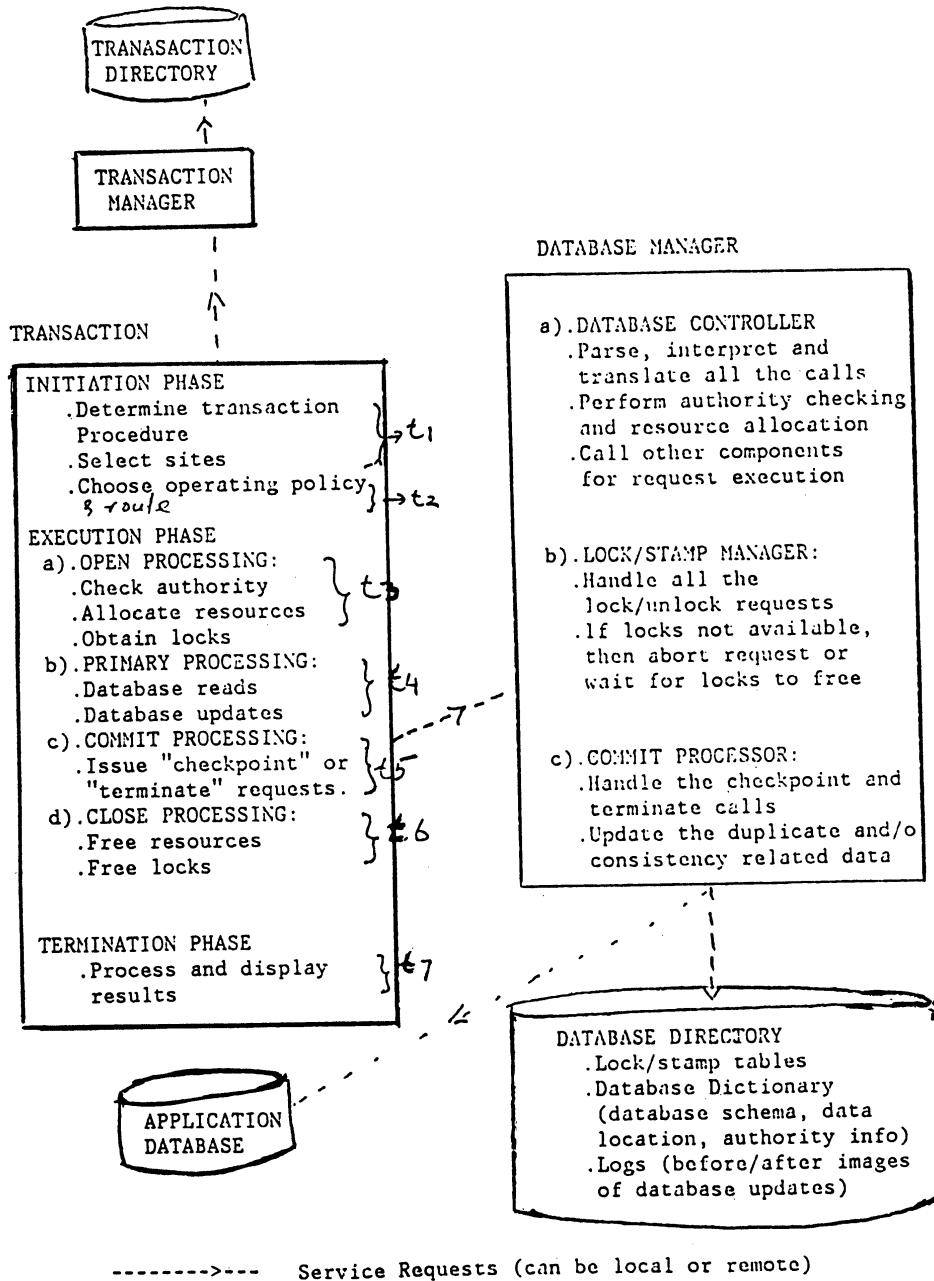 TRANASACTION
DIRECTORY
TRANSACTION
MANAGER
TRANSACTION
INITIATION PHASE
.Determine transaction
Procedure
.Select sites
→t1
.Choose operating policy
& route
→t2
EXECUTION PHASE
a).OPEN PROCESSING:
.Check authority
.Allocate resources
.Obtain locks
t3
b).PRIMARY PROCESSING:
.Database reads
.Database updates
t4
c).COMMIT PROCESSING:
.Issue "checkpoint" or
"terminate" requests.
t5
d).CLOSE PROCESSING:
.Free resources
.Free locks
t6
TERMINATION PHASE
.Process and display
results
t7
DATABASE MANAGER
a).DATABASE CONTROLLER
.Parse, interpret and
translate all the calls
.Perform authority checking
and resource allocation
.Call other components
for request execution
b).LOCK/STAMP MANAGER:
.Handle all the
lock/unlock requests
.If locks not available,
then abort request or
wait for locks to free
c).COMMIT PROCESSOR:
.Handle the checkpoint and
terminate calls
.Update the duplicate and/o
consistency related data
APPLICATION
DATABASE
DATABASE DIRECTORY
.Lock/stamp tables
.Database Dictionary
(database schema, data
location, authority info)
.Logs (before/after images
of database updates)
-------->--- Service Requests (can be local or remote)